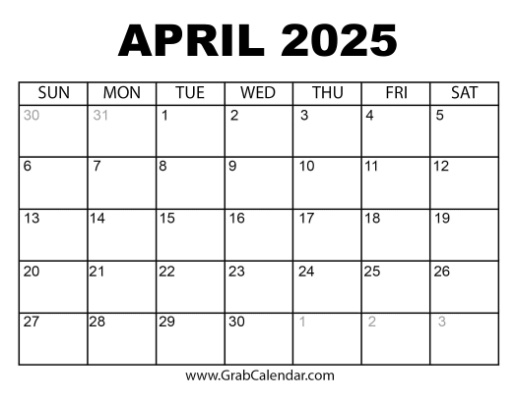 APRIL 2025
SUN MON TUE WED THU FRI SAT
30 31 1 2 3 4 5
6 7 8 9 10 11 12
13 14 15 16 17 18 19
20 21 22 23 24 25 26
27 28 29 30 1 2 3
www.GrabCalendar.com